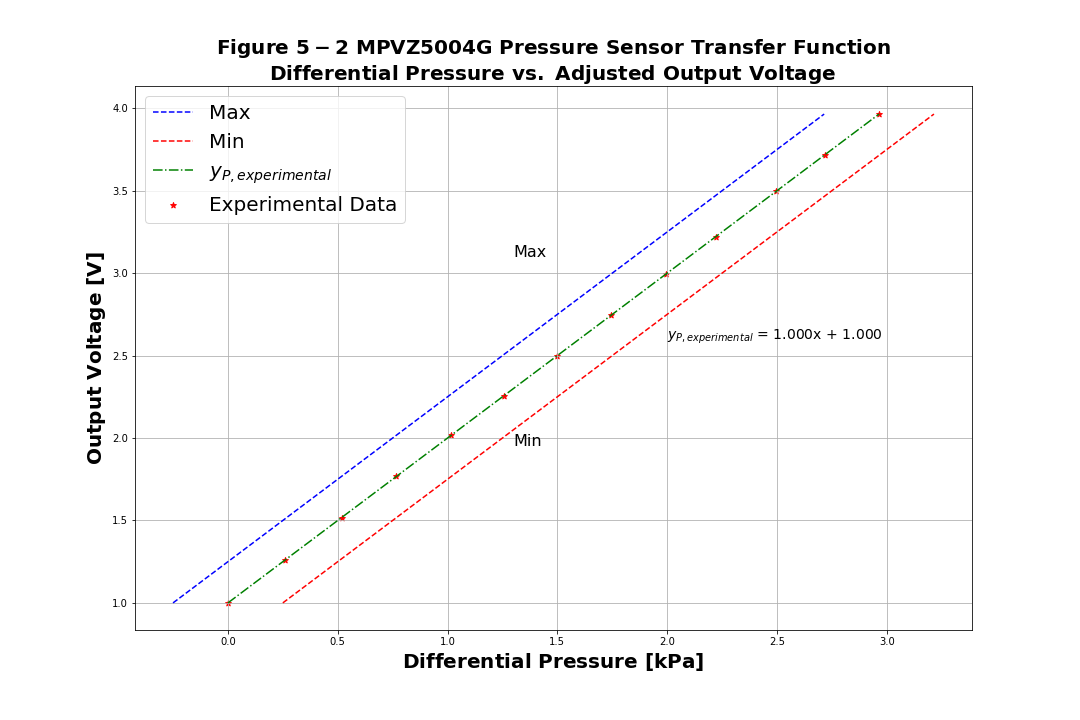 Figure 5 − 2 MPVZ5004G Pressure Sensor Transfer Function
Differential Pressure vs. Adjusted Output Voltage
Max
Min
yP, experimental
Experimental Data
4.0
3.5
3.0
2.5
2.0
1.5
1.0
Output Voltage [V]
Max
yP, experimental = 1.000x + 1.000
Min
0.0 0.5 1.0 1.5 2.0 2.5 3.0
Differential Pressure [kPa]